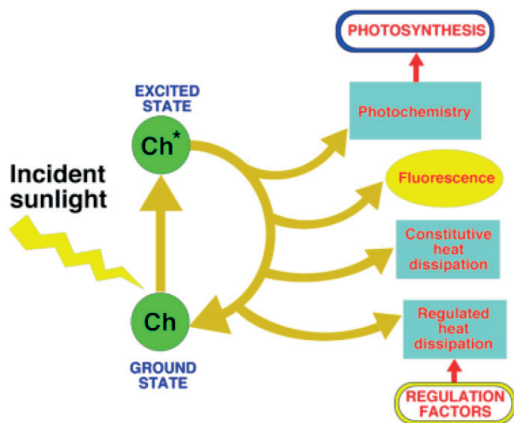 PHOTOSYNTHESIS
EXCITED
STATE
Photochemistry
Ch*
Incident
sunlight
Fluorescence
Constitutive
heat
dissipation
Ch
Regulated
heat
dissipation
GROUND
STATE
REGULATION
FACTORS